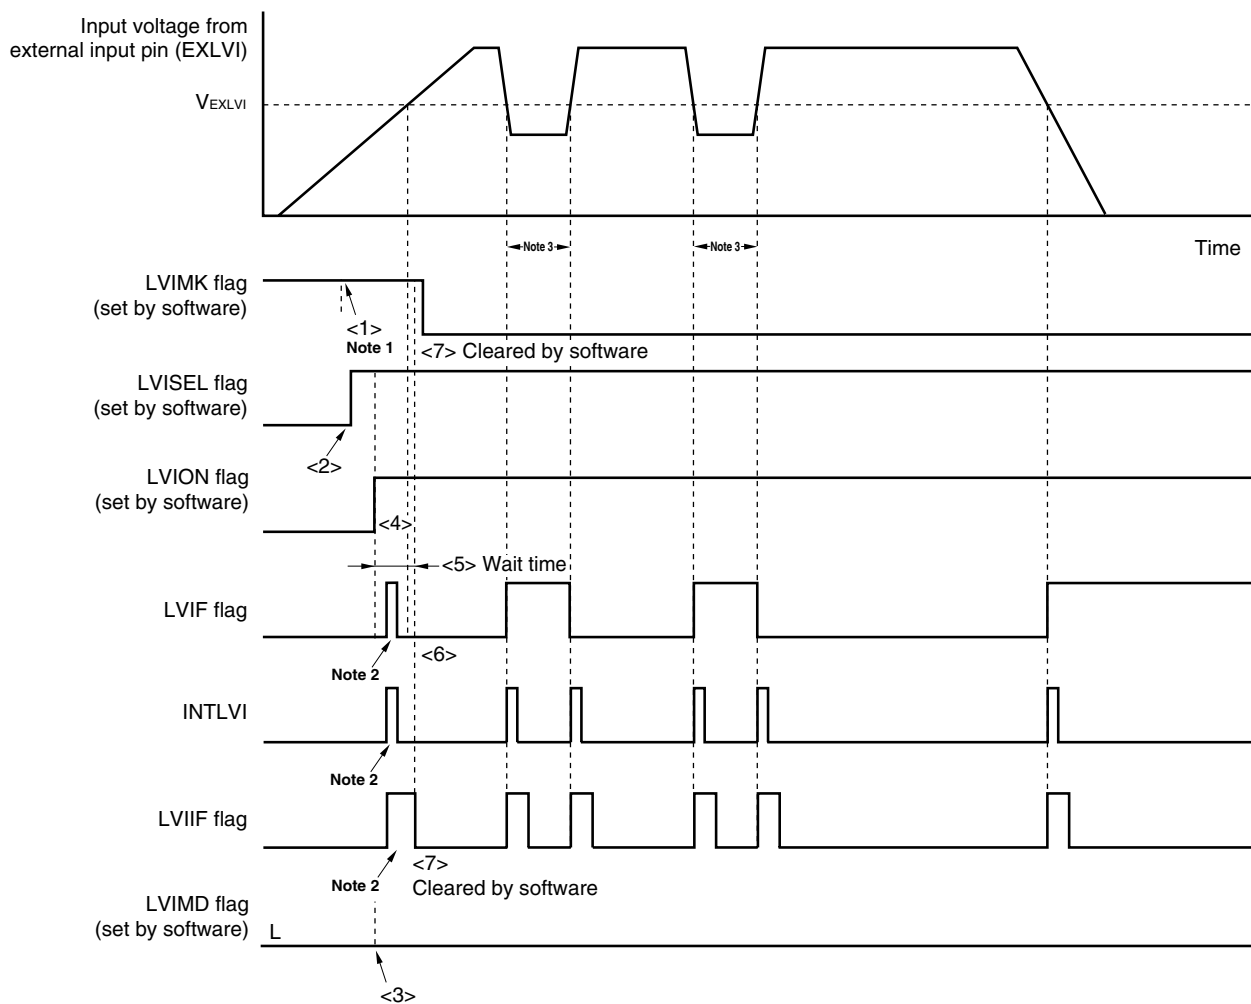 Input voltage from
external input pin (EXLVI)
VEXLVI
Note 3
Note 3
Time
LVIMK flag
(set by software)
<1>
Note 1
<7> Cleared by software
LVISEL flag
(set by software)
<2>
LVION flag
(set by software)
<4>
<5> Wait time
LVIF flag
Note 2
<6>
INTLVI
Note 2
LVIIF flag
Note 2
<7>
Cleared by software
LVIMD flag
(set by software)
L
<3>